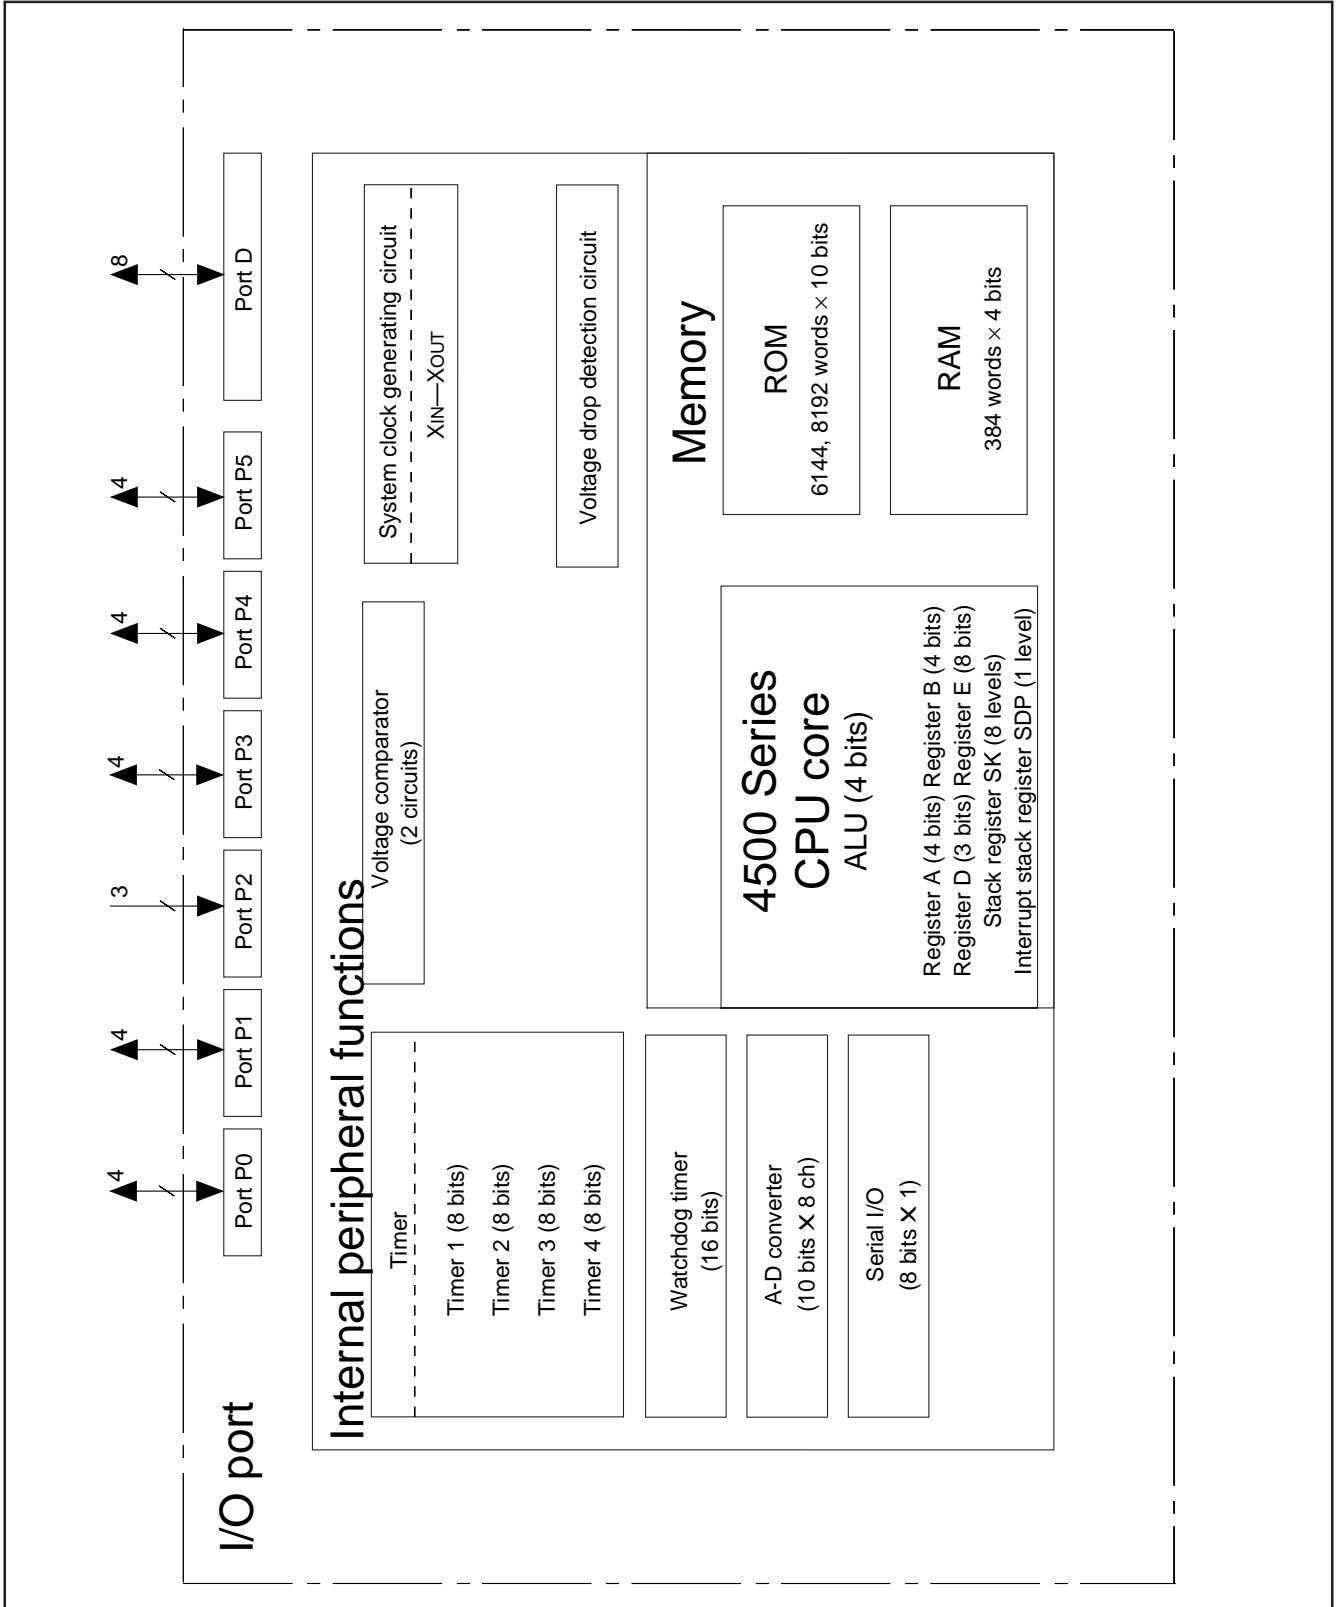 4
4
3
4
4
4
8
I/O port
Port P0
Port P1
Port P2
Port P3
Port P4
Port P5
Port D
Internal peripheral functions
Timer
Timer 1 (8 bits)
Timer 2 (8 bits)
Timer 3 (8 bits)
Timer 4 (8 bits)
Watchdog timer
(16 bits)
A-D converter
(10 bits × 8 ch)
Serial I/O
(8 bits × 1)
Voltage comparator
(2 circuits)
System clock generating circuit
XIN—XOUT
Voltage drop detection circuit
4500 Series
CPU core
ALU (4 bits)
Register A (4 bits) Register B (4 bits)
Register D (3 bits) Register E (8 bits)
Stack register SK (8 levels)
Interrupt stack register SDP (1 level)
Memory
ROM
6144, 8192 words × 10 bits
RAM
384 words × 4 bits